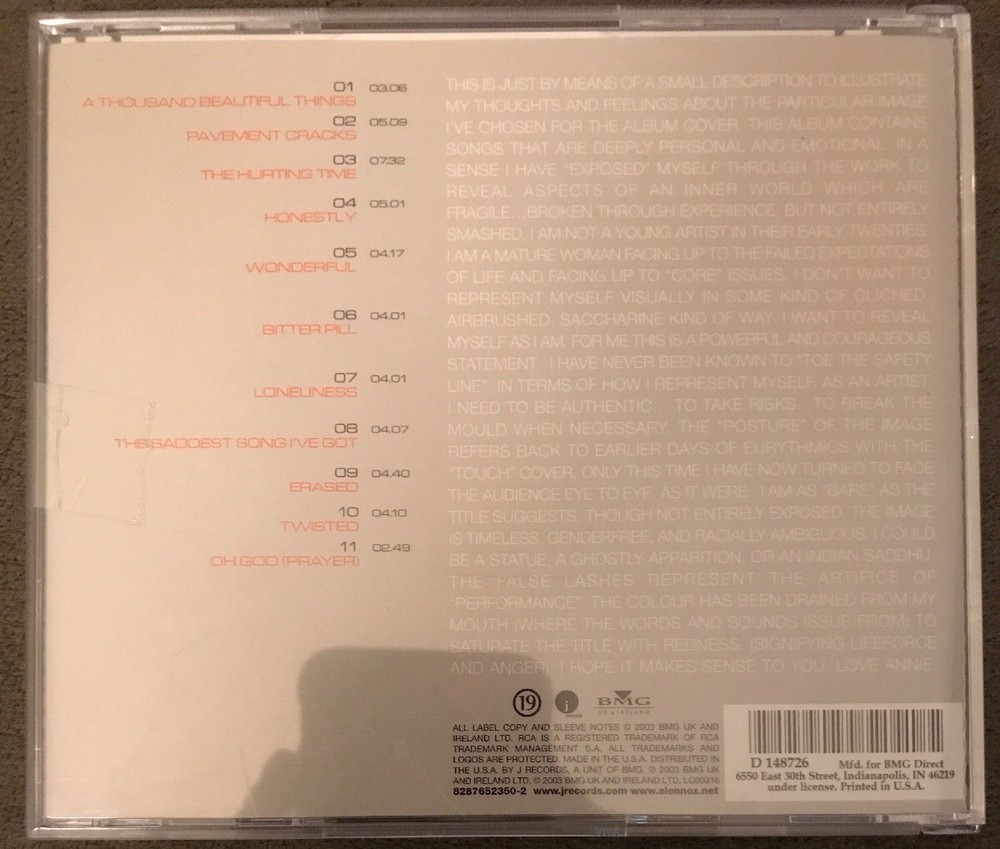 01 03.06
A THOUSAND BEAUTIFUL THINGS
02 05.09
PAVEMENT CRACKS
03 07.32
THE HURTING TIME
04 05.01
HONESTLY
05 04.17
WONDERFUL
06 04.01
BITTER PILL
07 04.01
LONELINESS
08 04.07
THE SADDEST SONG I'VE GOT
09 04.40
ERASED
10 04.10
TWISTED
11 02.49
OH GOD (PRAYER)
THIS IS JUST BY MEANS OF A SMALL DESCRIPTION TO ILLUSTRATE
MY THOUGHTS AND FEELINGS ABOUT THE PARTICULAR IMAGE
I'VE CHOSEN FOR THE ALBUM COVER. THIS ALBUM CONTAINS
SONGS THAT ARE DEEPLY PERSONAL AND EMOTIONAL. IN A
SENSE I HAVE "EXPOSED" MYSELF THROUGH THE WORK TO
REVEAL ASPECTS OF AN INNER WORLD WHICH ARE
FRAGILE... BROKEN THROUGH EXPERIENCE, BUT NOT ENTIRELY
SMASHED. I AM NOT A YOUNG ARTIST IN THEIR EARLY TWENTIES.
I AM A MATURE WOMAN FACING UP TO THE FAILED EXPECTATIONS
OF LIFE AND FACING UP TO "CORE" ISSUES. I DON'T WANT TO
REPRESENT MYSELF VISUALLY IN SOME KIND OF CLICHED,
AIRBRUSHED, SACCHARINE KIND OF WAY. I WANT TO REVEAL
MYSELF AS I AM. FOR ME THIS IS A POWERFUL AND COURAGEOUS
STATEMENT. I HAVE NEVER BEEN KNOWN TO "TOE THE SAFETY
LINE". IN TERMS OF HOW I REPRESENT MYSELF. AS AN ARTIST,
I NEED TO BE AUTHENTIC... TO TAKE RISKS...TO BREAK THE
MOULD WHEN NECESSARY. THE "POSTURE" OF THE IMAGE
REFERS BACK TO EARLIER DAYS OF EURYTHMICS WITH THE
"TOUCH" COVER, ONLY THIS TIME I HAVE NOW TURNED TO FACE
THE AUDIENCE EYE TO EYE, AS IT WERE. I AM AS "BARE" AS THE
TITLE SUGGESTS, THOUGH NOT ENTIRELY EXPOSED. THE IMAGE
IS TIMELESS, GENDERFREE, AND RACIALLY AMBIGUOUS. I COULD
BE A STATUE, A GHOSTLY APPARITION, OR AN INDIAN SADDHU.
THE FALSE LASHES REPRESENT THE ARTIFICE OF
"PERFORMANCE". THE COLOUR HAS BEEN DRAINED FROM MY
MOUTH (WHERE THE WORDS AND SOUNDS ISSUE FROM) TO
SATURATE THE TITLE WITH REDNESS, (SIGNIFYING LIFEFORCE
AND ANGER). I HOPE IT MAKES SENSE TO YOU. LOVE ANNIE.
19 j BMG
UK & IRELAND
ALL LABEL COPY AND SLEEVE NOTES © 2003 BMG UK AND
IRELAND LTD. RCA IS A REGISTERED TRADEMARK OF RCA
TRADEMARK MANAGEMENT S.A. ALL TRADEMARKS AND
LOGOS ARE PROTECTED. MADE IN THE U.S.A. DISTRIBUTED IN
THE U.S.A. BY J RECORDS, A UNIT OF BMG. ℗ 2003 BMG UK
AND IRELAND LTD. © 2003 BMG UK AND IRELAND LTD. LC00316
8287652350-2 www.jrecords.com www.alennox.net
D 148726 Mfd. for BMG Direct
6550 East 30th Street, Indianapolis, IN 46219
under license. Printed in U.S.A.